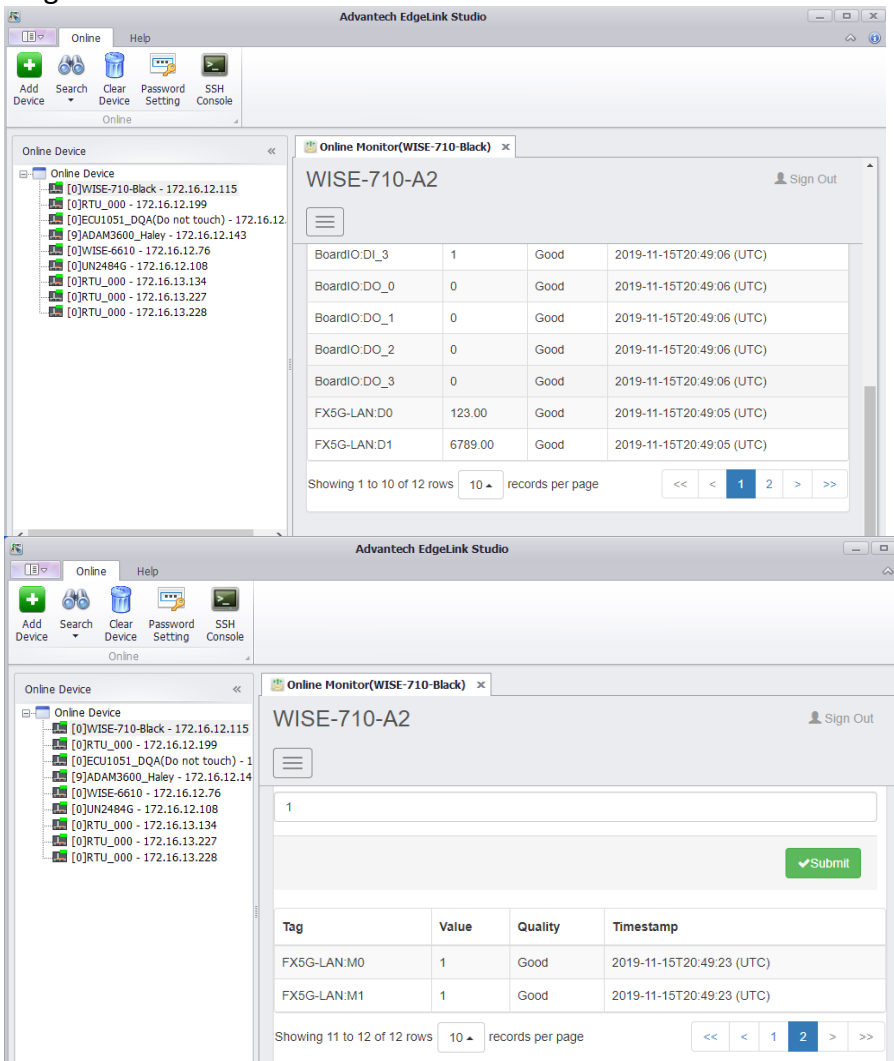 Advantech EdgeLink Studio
Online Help
Add Device Search Clear Device Password Setting SSH Console
Online
Online Device «
Online Device
[0]WISE-710-Black - 172.16.12.115
[0]RTU_000 - 172.16.12.199
[0]ECU1051_DQA(Do not touch) - 172.16.12.
[9]ADAM3600_Haley - 172.16.12.143
[0]WISE-6610 - 172.16.12.76
[0]UN2484G - 172.16.12.108
[0]RTU_000 - 172.16.13.134
[0]RTU_000 - 172.16.13.227
[0]RTU_000 - 172.16.13.228
Online Monitor(WISE-710-Black) ×
WISE-710-A2 Sign Out
BoardIO:DI_3 1 Good 2019-11-15T20:49:06 (UTC)
BoardIO:DO_0 0 Good 2019-11-15T20:49:06 (UTC)
BoardIO:DO_1 0 Good 2019-11-15T20:49:06 (UTC)
BoardIO:DO_2 0 Good 2019-11-15T20:49:06 (UTC)
BoardIO:DO_3 0 Good 2019-11-15T20:49:06 (UTC)
FX5G-LAN:D0 123.00 Good 2019-11-15T20:49:05 (UTC)
FX5G-LAN:D1 6789.00 Good 2019-11-15T20:49:05 (UTC)
Showing 1 to 10 of 12 rows 10 records per page << < 1 2 > >>
Advantech EdgeLink Studio
Online Help
Add Device Search Clear Device Password Setting SSH Console
Online
Online Device «
Online Device
[0]WISE-710-Black - 172.16.12.115
[0]RTU_000 - 172.16.12.199
[0]ECU1051_DQA(Do not touch) - 1
[9]ADAM3600_Haley - 172.16.12.14
[0]WISE-6610 - 172.16.12.76
[0]UN2484G - 172.16.12.108
[0]RTU_000 - 172.16.13.134
[0]RTU_000 - 172.16.13.227
[0]RTU_000 - 172.16.13.228
Online Monitor(WISE-710-Black) ×
WISE-710-A2 Sign Out
1
Submit
Tag Value Quality Timestamp
FX5G-LAN:M0 1 Good 2019-11-15T20:49:23 (UTC)
FX5G-LAN:M1 1 Good 2019-11-15T20:49:23 (UTC)
Showing 11 to 12 of 12 rows 10 records per page << < 1 2 > >>